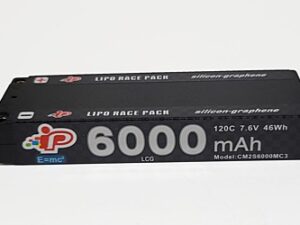 + iP LIPO RACE PACK silicon-graphene
- LIPO RACE PACK silicon-graphene
iP 6000 mAh
120C 7.6V 46Wh
E=mc²
LCG
Model:CM2S6000MC3